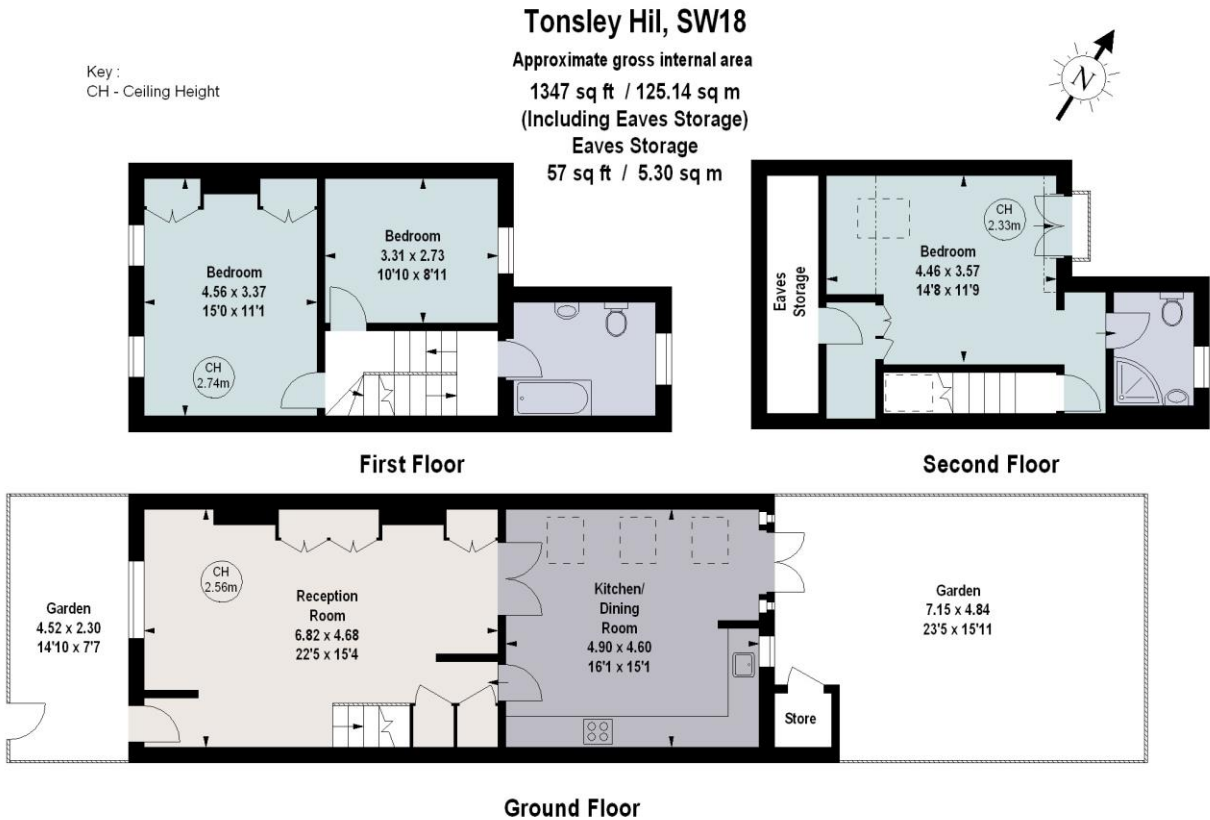 Tonsley Hil, SW18
Approximate gross internal area
1347 sq ft / 125.14 sq m
(Including Eaves Storage)
Eaves Storage
57 sq ft / 5.30 sq m
Key :
CH - Ceiling Height
N
Bedroom
4.56 x 3.37
15'0 x 11'1
CH
2.74m
Bedroom
3.31 x 2.73
10'10 x 8'11
First Floor
Eaves
Storage
CH
2.33m
Bedroom
4.46 x 3.57
14'8 x 11'9
Second Floor
Garden
4.52 x 2.30
14'10 x 7'7
CH
2.56m
Reception
Room
6.82 x 4.68
22'5 x 15'4
Kitchen/
Dining
Room
4.90 x 4.60
16'1 x 15'1
Garden
7.15 x 4.84
23'5 x 15'11
Store
Ground Floor